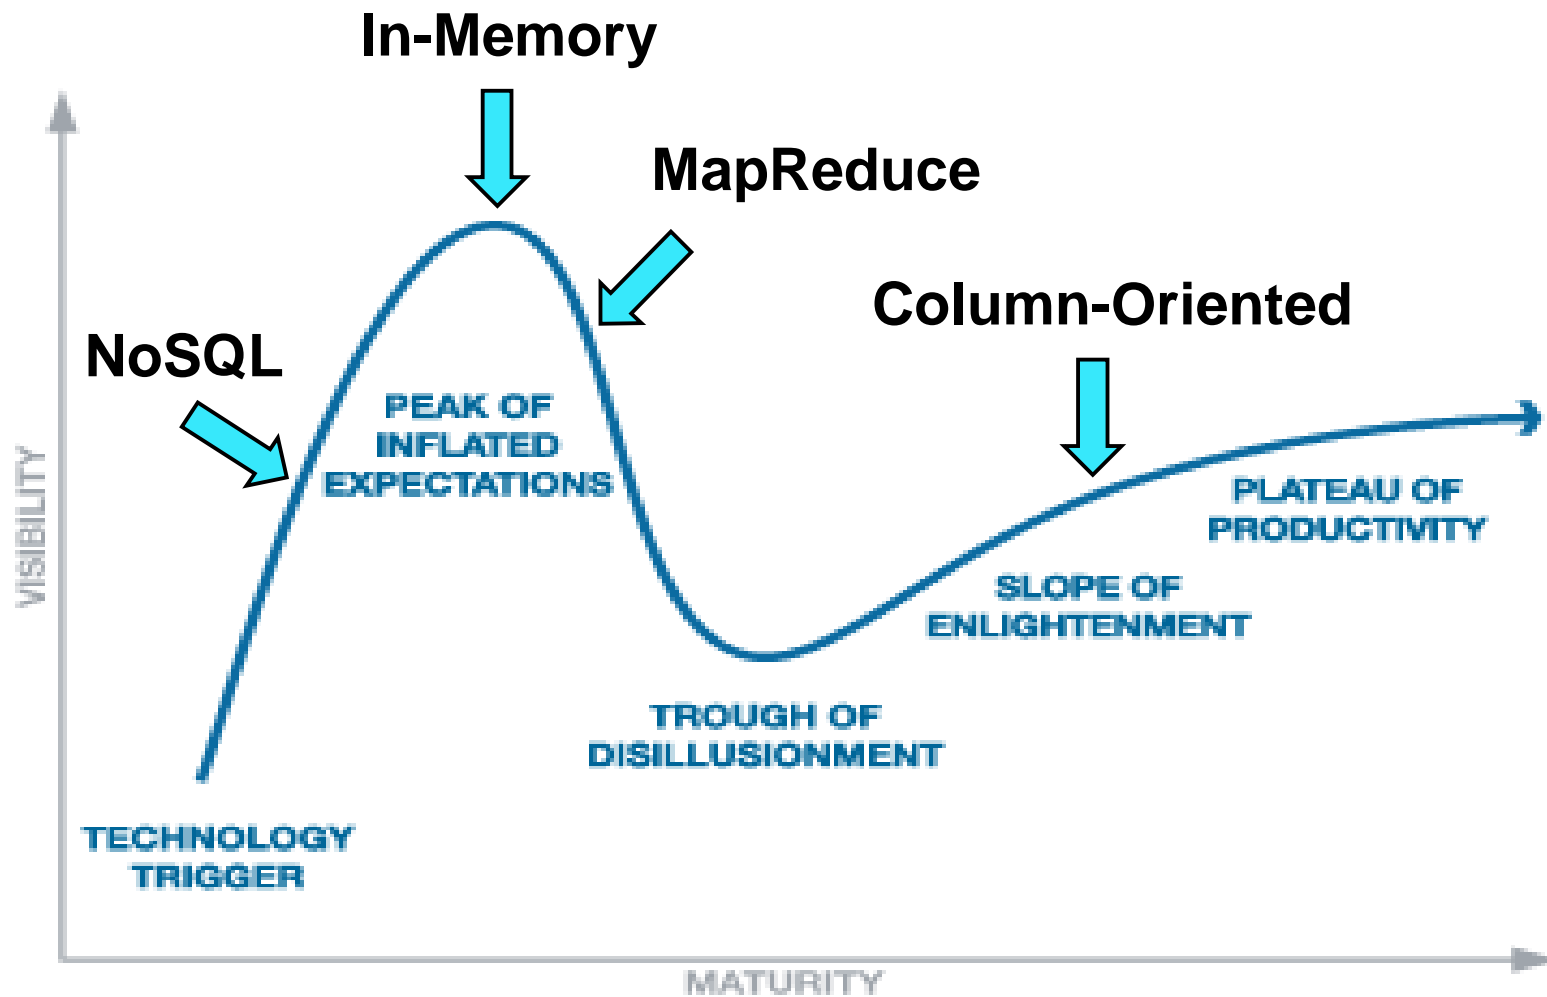 In-Memory
MapReduce
Column-Oriented
NoSQL
PEAK OF
INFLATED
EXPECTATIONS
VISIBILITY
PLATEAU OF
PRODUCTIVITY
SLOPE OF
ENLIGHTENMENT
TROUGH OF
DISILLUSIONMENT
TECHNOLOGY
TRIGGER
MATURITY